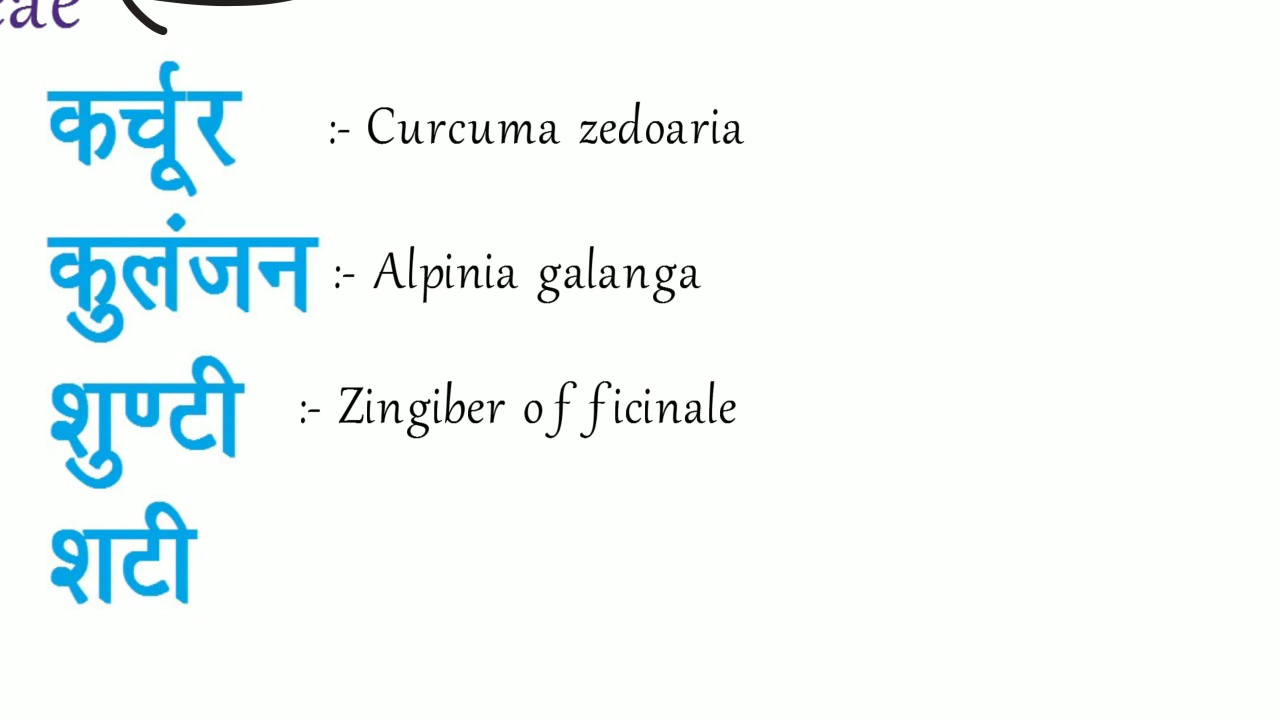 कर्चूर :- Curcuma zedoaria
कुलंजन :- Alpinia galanga
शुण्टी :- Zingiber officinale
शटी